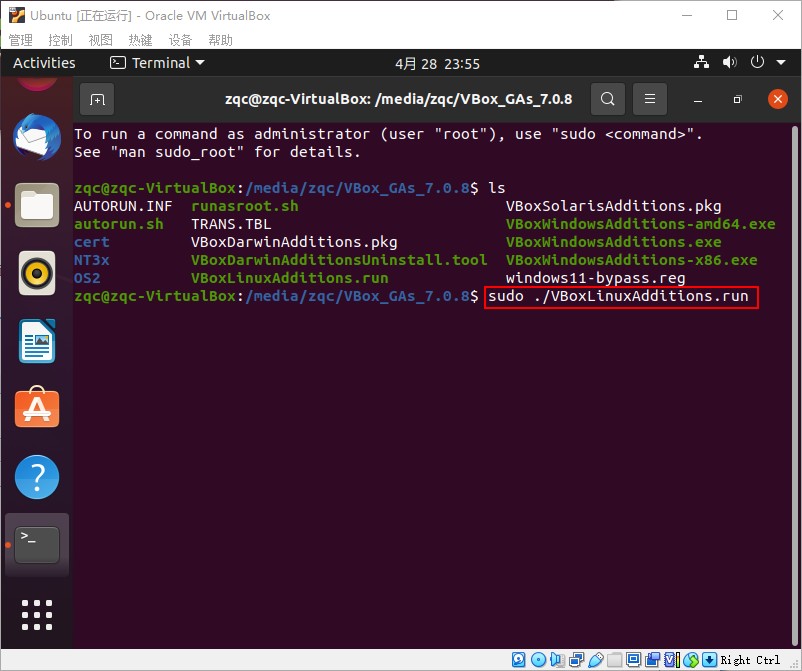 Ubuntu [正在运行] - Oracle VM VirtualBox
管理 控制 视图 热键 设备 帮助
Activities Terminal 4月 28 23:55
zqc@zqc-VirtualBox: /media/zqc/VBox_GAs_7.0.8
To run a command as administrator (user "root"), use "sudo <command>".
See "man sudo_root" for details.
zqc@zqc-VirtualBox:/media/zqc/VBox_GAs_7.0.8$ ls
AUTORUN.INF runasroot.sh VBoxSolarisAdditions.pkg
autorun.sh TRANS.TBL VBoxWindowsAdditions-amd64.exe
cert VBoxDarwinAdditions.pkg VBoxWindowsAdditions.exe
NT3x VBoxDarwinAdditionsUninstall.tool VBoxWindowsAdditions-x86.exe
OS2 VBoxLinuxAdditions.run windows11-bypass.reg
zqc@zqc-VirtualBox:/media/zqc/VBox_GAs_7.0.8$ sudo ./VBoxLinuxAdditions.run
Right Ctrl